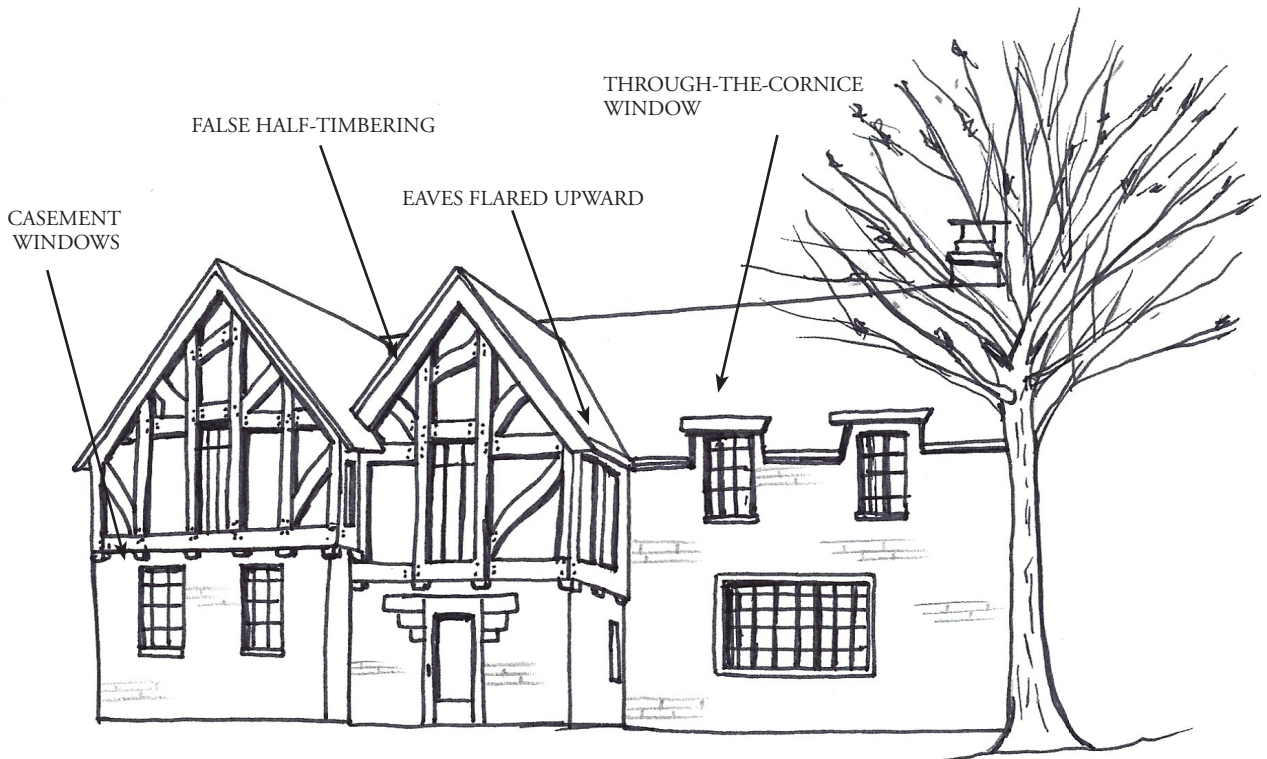 THROUGH-THE-CORNICE
WINDOW
FALSE HALF-TIMBERING
EAVES FLARED UPWARD
CASEMENT
WINDOWS